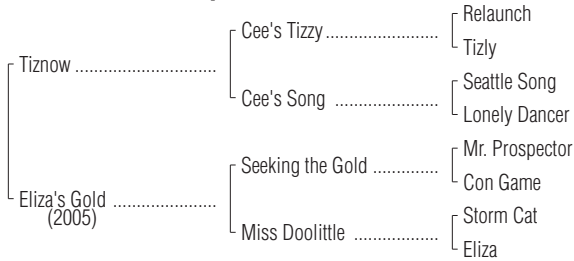 Relaunch
Cee's Tizzy........................
Tizly
Tiznow ..............................
Seattle Song
Cee's Song ......................
Lonely Dancer
Mr. Prospector
Seeking the Gold ..............
Con Game
Eliza's Gold ......................
(2005)
Storm Cat
Miss Doolittle ..................
Eliza